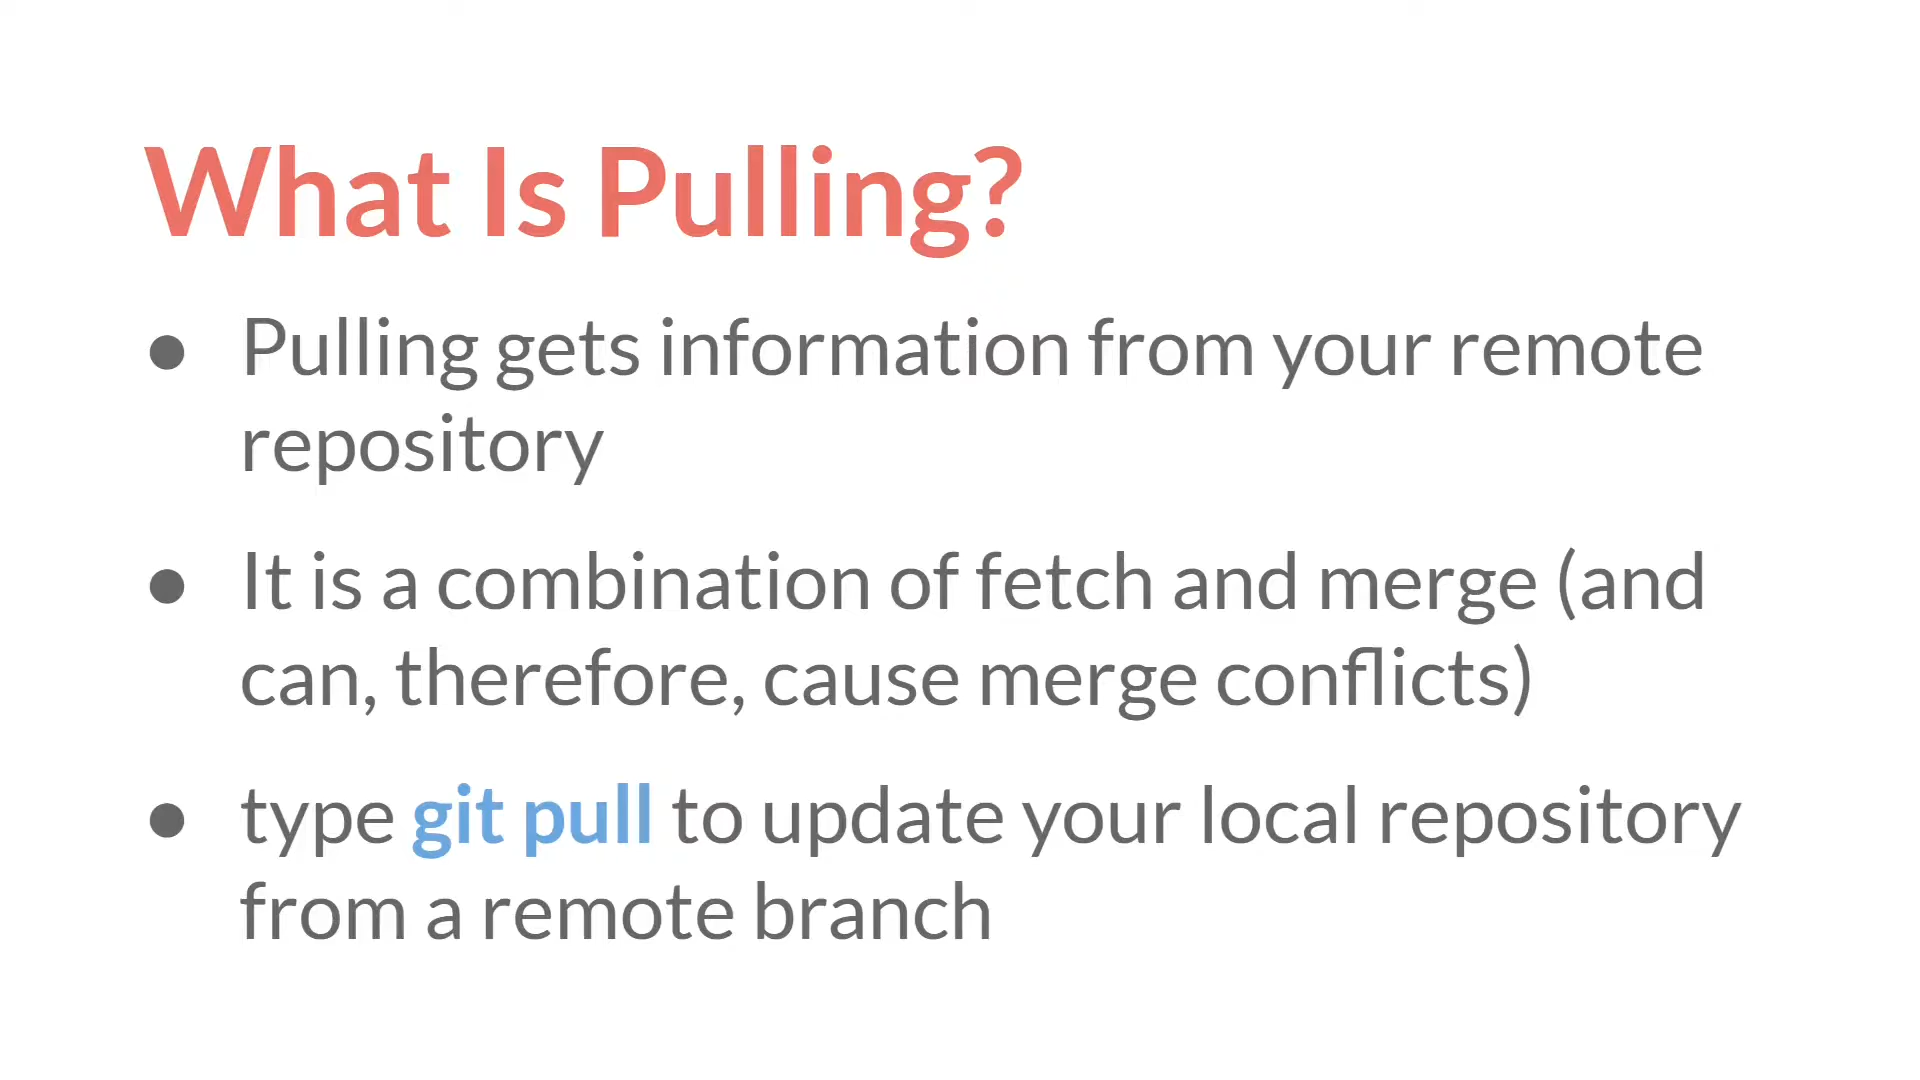 What Is Pulling?
● Pulling gets information from your remote
repository
● It is a combination of fetch and merge (and
can, therefore, cause merge conflicts)
● type git pull to update your local repository
from a remote branch